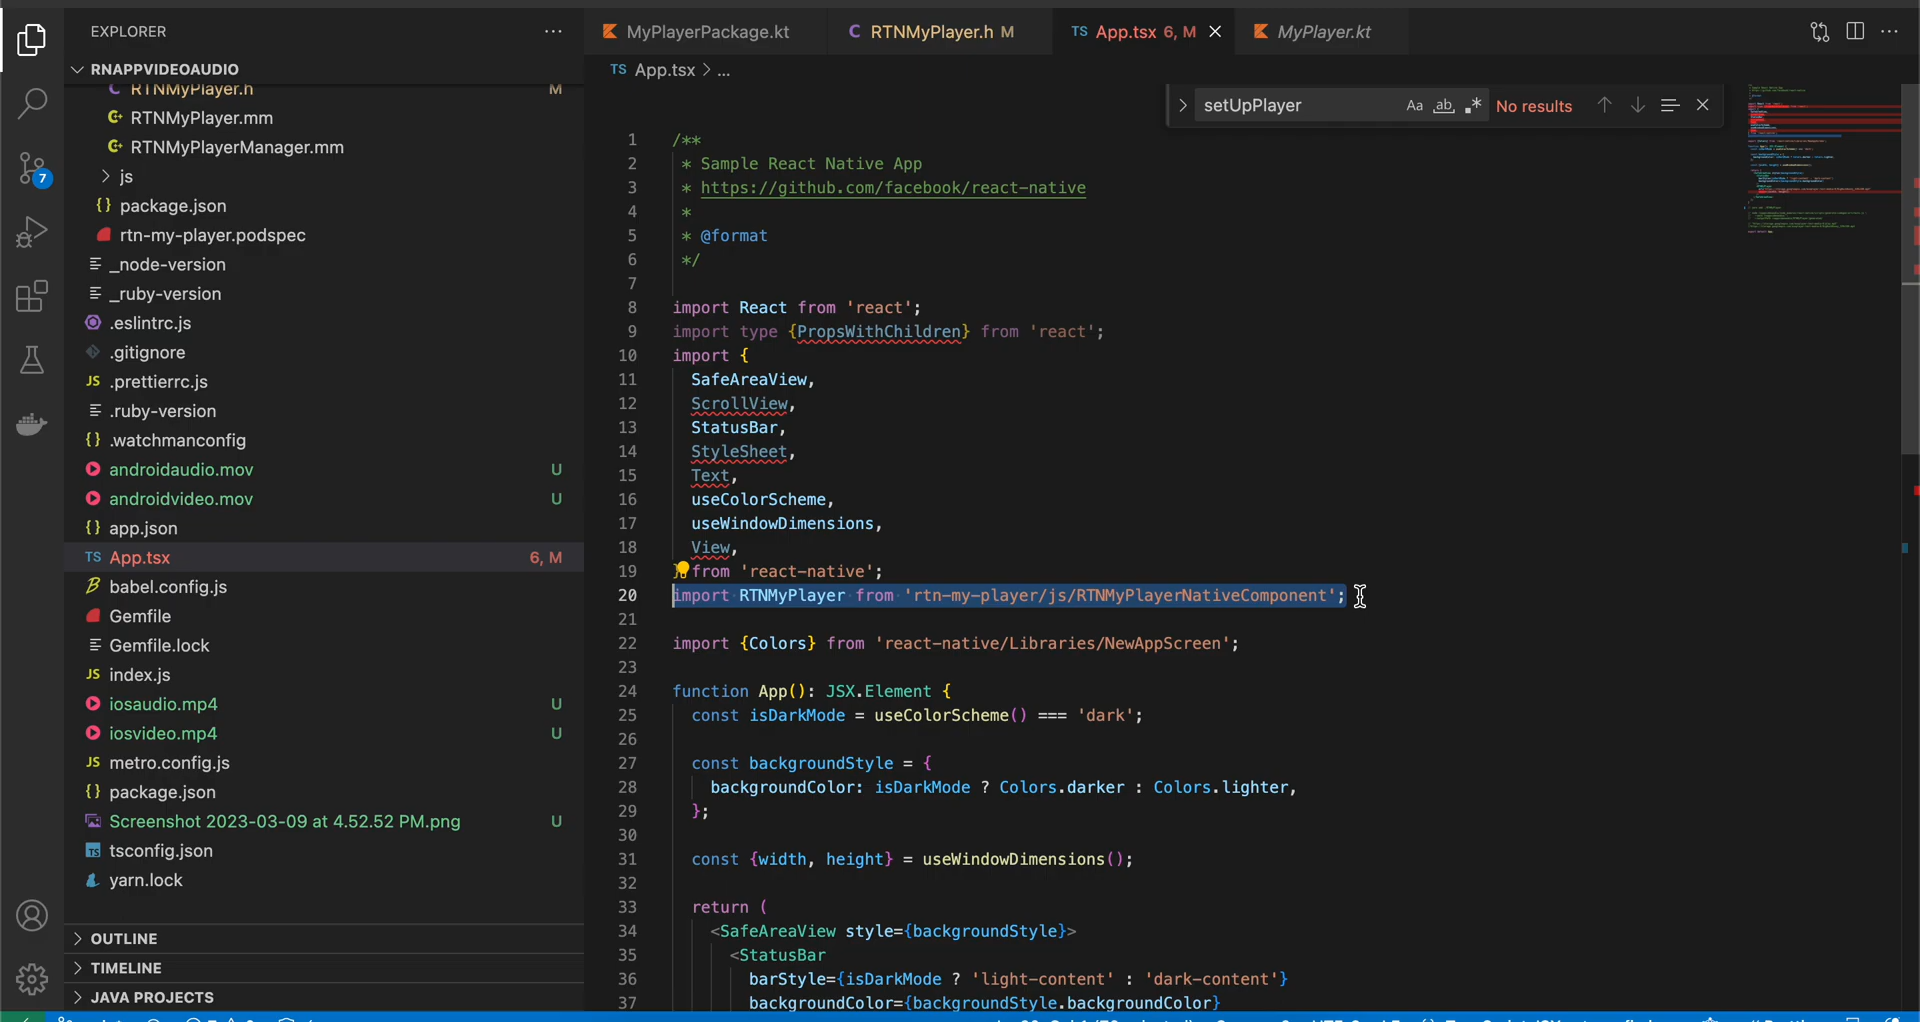 EXPLORER
RNAPPVIDEOAUDIO
RTNMyPlayer.h M
RTNMyPlayer.mm
RTNMyPlayerManager.mm
js
package.json
rtn-my-player.podspec
_node-version
_ruby-version
.eslintrc.js
.gitignore
.prettierrc.js
.ruby-version
.watchmanconfig
androidaudio.mov U
androidvideo.mov U
app.json
App.tsx 6, M
babel.config.js
Gemfile
Gemfile.lock
index.js
iosaudio.mp4 U
iosvideo.mp4 U
metro.config.js
package.json
Screenshot 2023-03-09 at 4.52.52 PM.png U
tsconfig.json
yarn.lock
OUTLINE
TIMELINE
JAVA PROJECTS
7
MyPlayerPackage.kt
C RTNMyPlayer.h M
TS App.tsx 6, M
MyPlayer.kt
TS App.tsx > ...
setUpPlayer Aa ab No results
1 /**
2 * Sample React Native App
3 * https://github.com/facebook/react-native
4 *
5 * @format
6 */
7
8 import React from 'react';
9 import type {PropsWithChildren} from 'react';
10 import {
11 SafeAreaView,
12 ScrollView,
13 StatusBar,
14 StyleSheet,
15 Text,
16 useColorScheme,
17 useWindowDimensions,
18 View,
19 } from 'react-native';
20 import RTNMyPlayer from 'rtn-my-player/js/RTNMyPlayerNativeComponent';
21
22 import {Colors} from 'react-native/Libraries/NewAppScreen';
23
24 function App(): JSX.Element {
25 const isDarkMode = useColorScheme() === 'dark';
26
27 const backgroundStyle = {
28 backgroundColor: isDarkMode ? Colors.darker : Colors.lighter,
29 };
30
31 const {width, height} = useWindowDimensions();
32
33 return (
34 <SafeAreaView style={backgroundStyle}>
35 <StatusBar
36 barStyle={isDarkMode ? 'light-content' : 'dark-content'}
37 backgroundColor={backgroundStyle.backgroundColor}